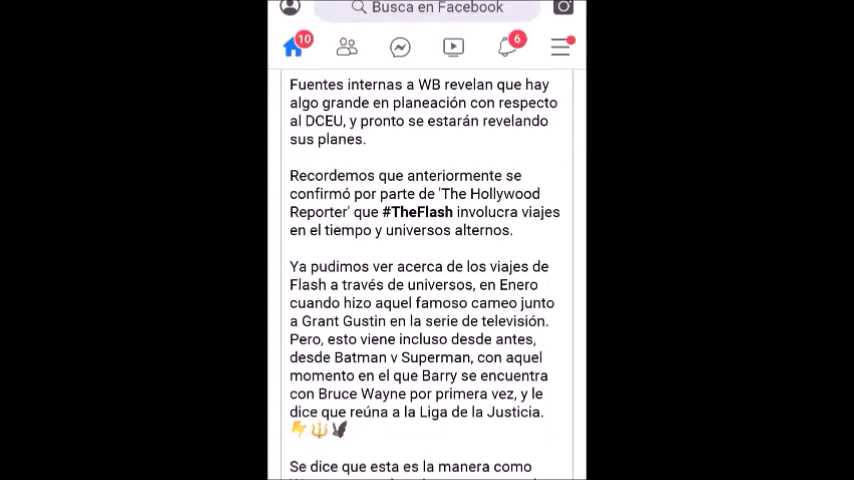 Busca en Facebook
10
6
Fuentes internas a WB revelan que hay
algo grande en planeación con respecto
al DCEU, y pronto se estarán revelando
sus planes.
Recordemos que anteriormente se
confirmó por parte de 'The Hollywood
Reporter' que #TheFlash involucra viajes
en el tiempo y universos alternos.
Ya pudimos ver acerca de los viajes de
Flash a través de universos, en Enero
cuando hizo aquel famoso cameo junto
a Grant Gustin en la serie de televisión.
Pero, esto viene incluso desde antes,
desde Batman v Superman, con aquel
momento en el que Barry se encuentra
con Bruce Wayne por primera vez, y le
dice que reúna a la Liga de la Justicia.
⚡🔱🦇
Se dice que esta es la manera como